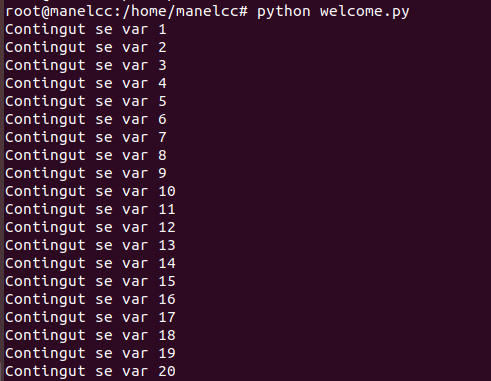 root@manelcc:/home/manelcc# python welcome.py
Contingut se var 1
Contingut se var 2
Contingut se var 3
Contingut se var 4
Contingut se var 5
Contingut se var 6
Contingut se var 7
Contingut se var 8
Contingut se var 9
Contingut se var 10
Contingut se var 11
Contingut se var 12
Contingut se var 13
Contingut se var 14
Contingut se var 15
Contingut se var 16
Contingut se var 17
Contingut se var 18
Contingut se var 19
Contingut se var 20